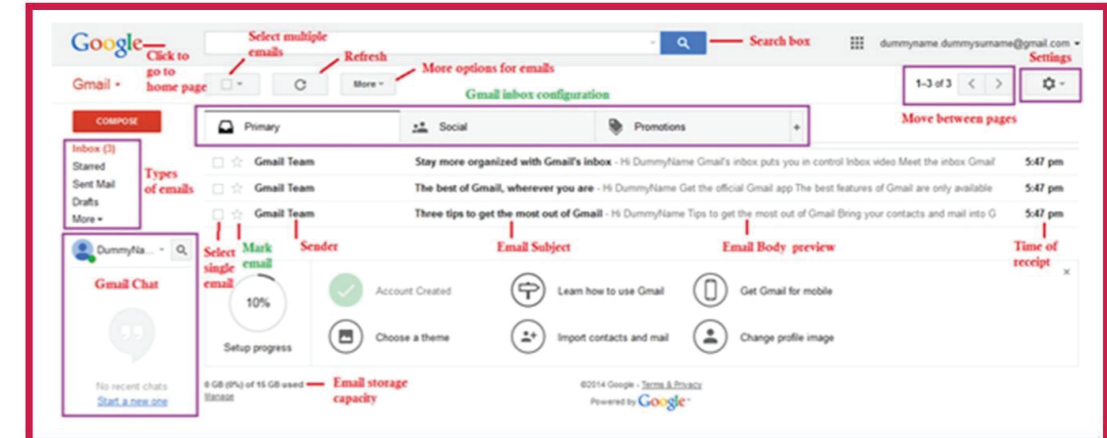 Google
Click to
go to
home page
Select multiple
emails
Refresh
Search box
dummyname.dummysurname@gmail.com
Settings
Gmail
More
More options for emails
Gmail inbox configuration
1–3 of 3
Move between pages
COMPOSE
Primary
Social
Promotions
+
Inbox (3)
Starred
Sent Mail
Drafts
More
Types
of emails
Gmail Team Stay more organized with Gmail's inbox - Hi DummyName Gmail's inbox puts you in control Inbox video Meet the inbox Gmail 5:47 pm
Gmail Team The best of Gmail, wherever you are - Hi DummyName Get the official Gmail app The best features of Gmail are only available 5:47 pm
Gmail Team Three tips to get the most out of Gmail - Hi DummyName Tips to get the most out of Gmail Bring your contacts and mail into G 5:47 pm
Select
single
email
Mark
email
Sender
Email Subject
Email Body preview
Time of
receipt
DummyNa...
Gmail Chat
No recent chats
Start a new one
10%
Setup progress
Account Created
Learn how to use Gmail
Get Gmail for mobile
Choose a theme
Import contacts and mail
Change profile image
0 GB (0%) of 15 GB used
Manage
Email storage
capacity
©2014 Google - Terms & Privacy
Powered by Google